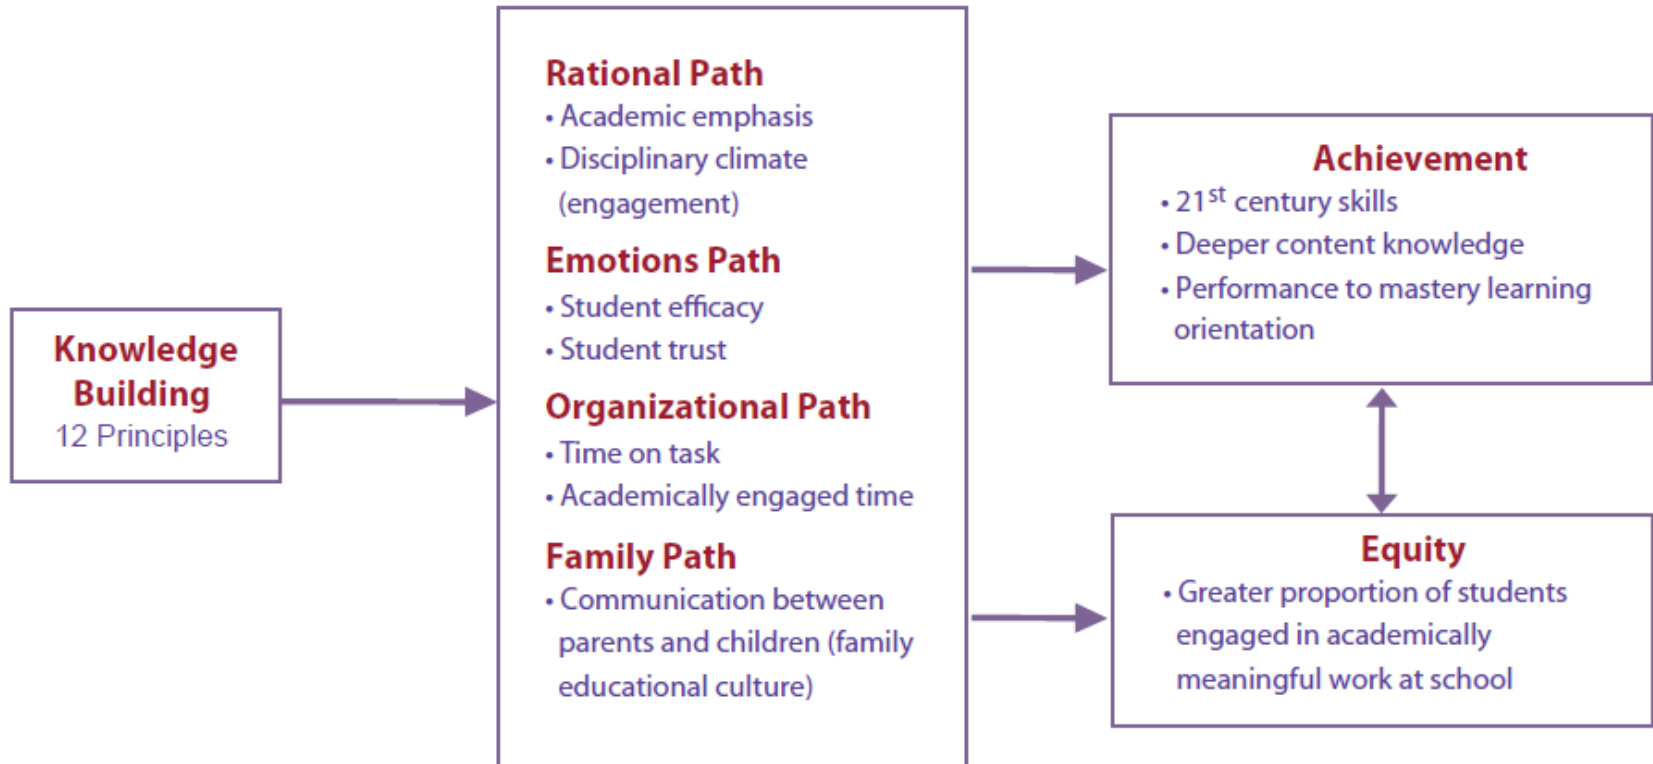 Knowledge
Building
12 Principles
Rational Path
• Academic emphasis
• Disciplinary climate
(engagement)
Emotions Path
• Student efficacy
• Student trust
Organizational Path
• Time on task
• Academically engaged time
Family Path
• Communication between
parents and children (family
educational culture)
Achievement
• 21st century skills
• Deeper content knowledge
• Performance to mastery learning
orientation
Equity
• Greater proportion of students
engaged in academically
meaningful work at school